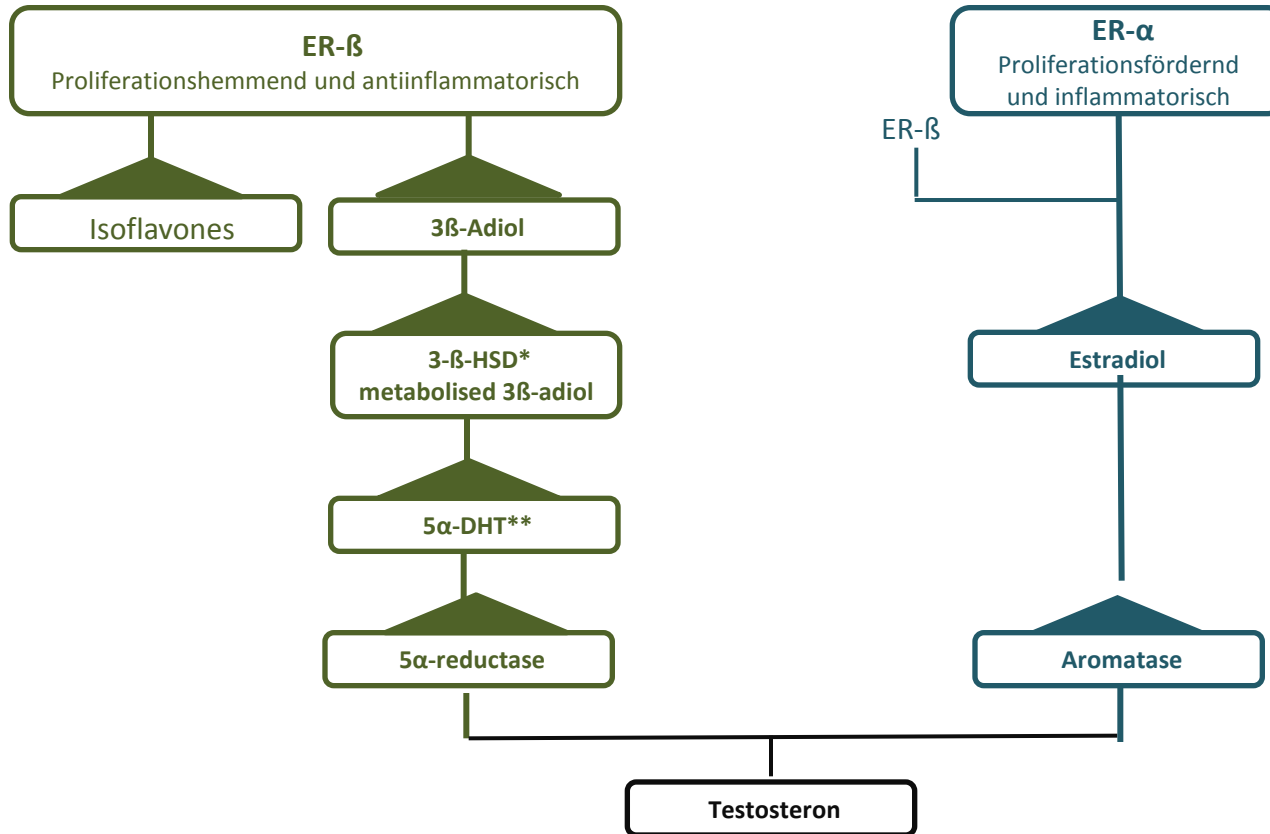 ER-ß
Proliferationshemmend und antiinflammatorisch
ER-α
Proliferationsfördernd
und inflammatorisch
ER-ß
Isoflavones
3ß-Adiol
3-ß-HSD*
metabolised 3ß-adiol
Estradiol
5α-DHT**
5α-reductase
Aromatase
Testosteron